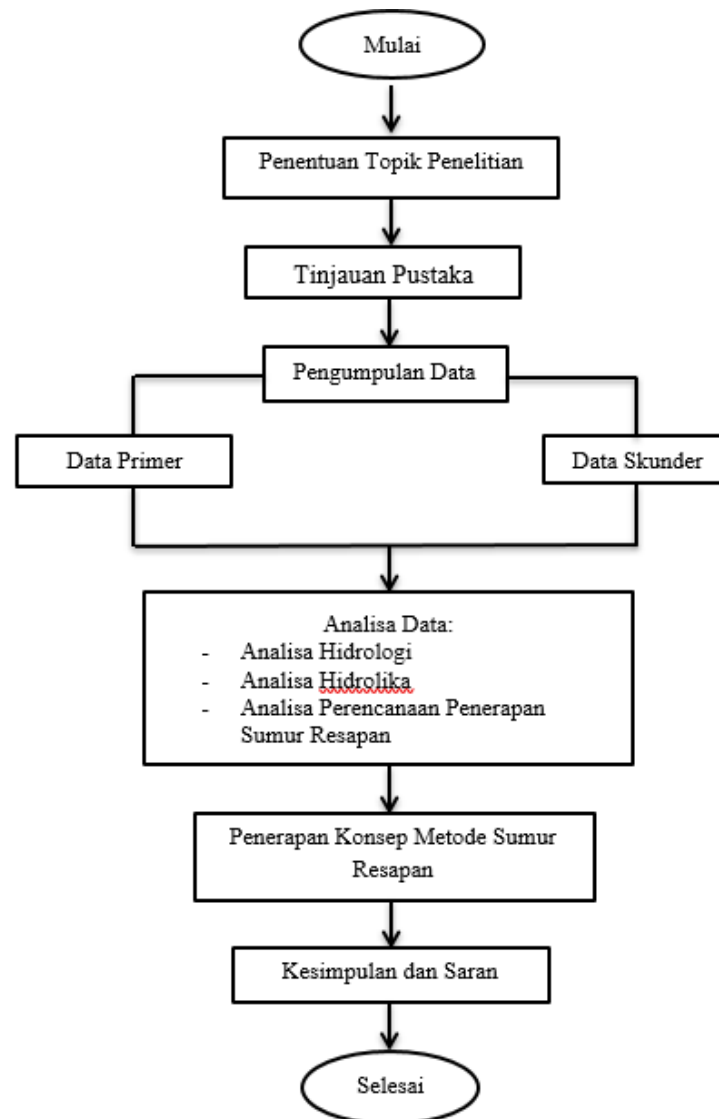 Mulai
Penentuan Topik Penelitian
Tinjauan Pustaka
Pengumpulan Data
Data Primer
Data Skunder
Analisa Data:
- Analisa Hidrologi
- Analisa Hidrolika
- Analisa Perencanaan Penerapan
Sumur Resapan
Penerapan Konsep Metode Sumur
Resapan
Kesimpulan dan Saran
Selesai